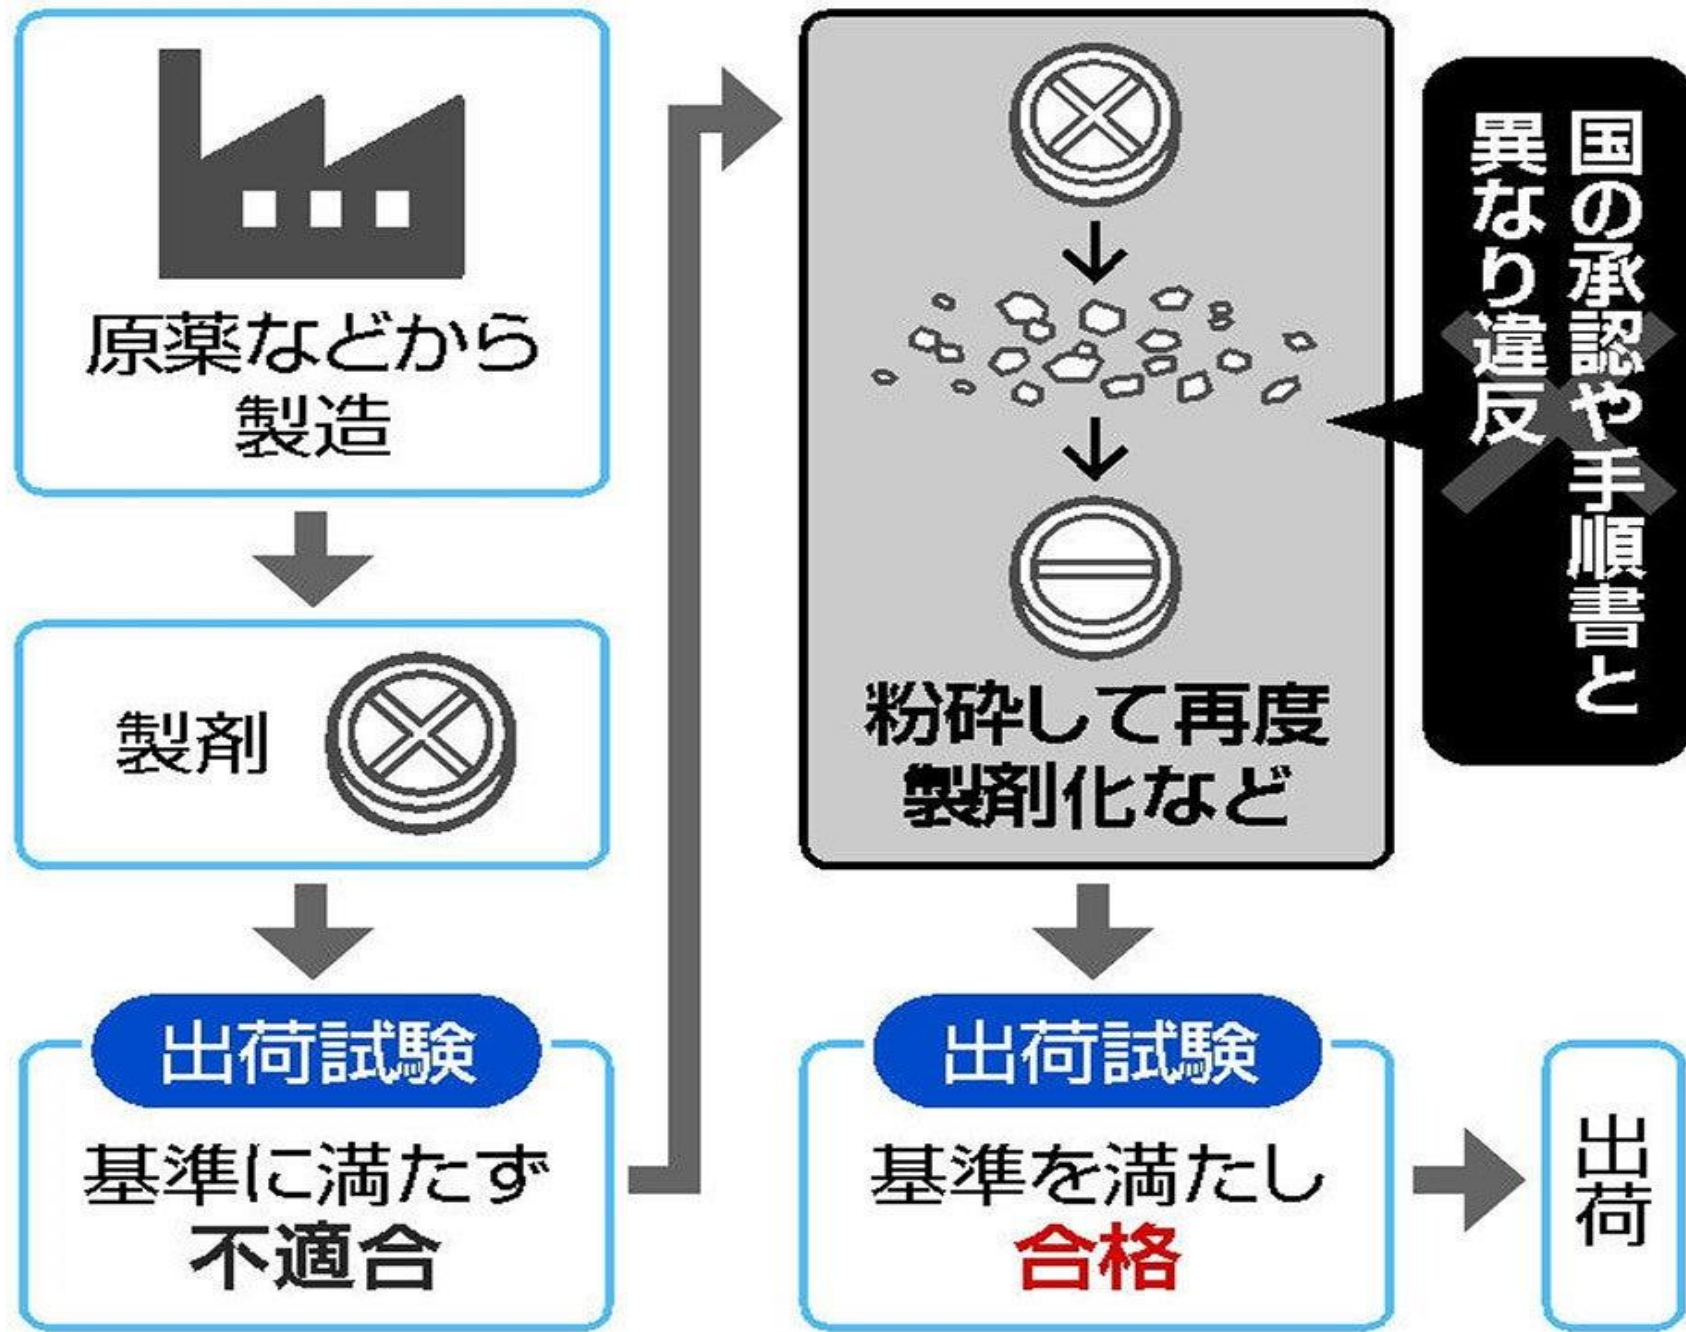 原薬などから
製造
製剤
出荷試験
基準に満たず
不適合
粉砕して再度
製剤化など
国の承認や手順書と
異なり違反
出荷試験
基準を満たし
合格
出荷